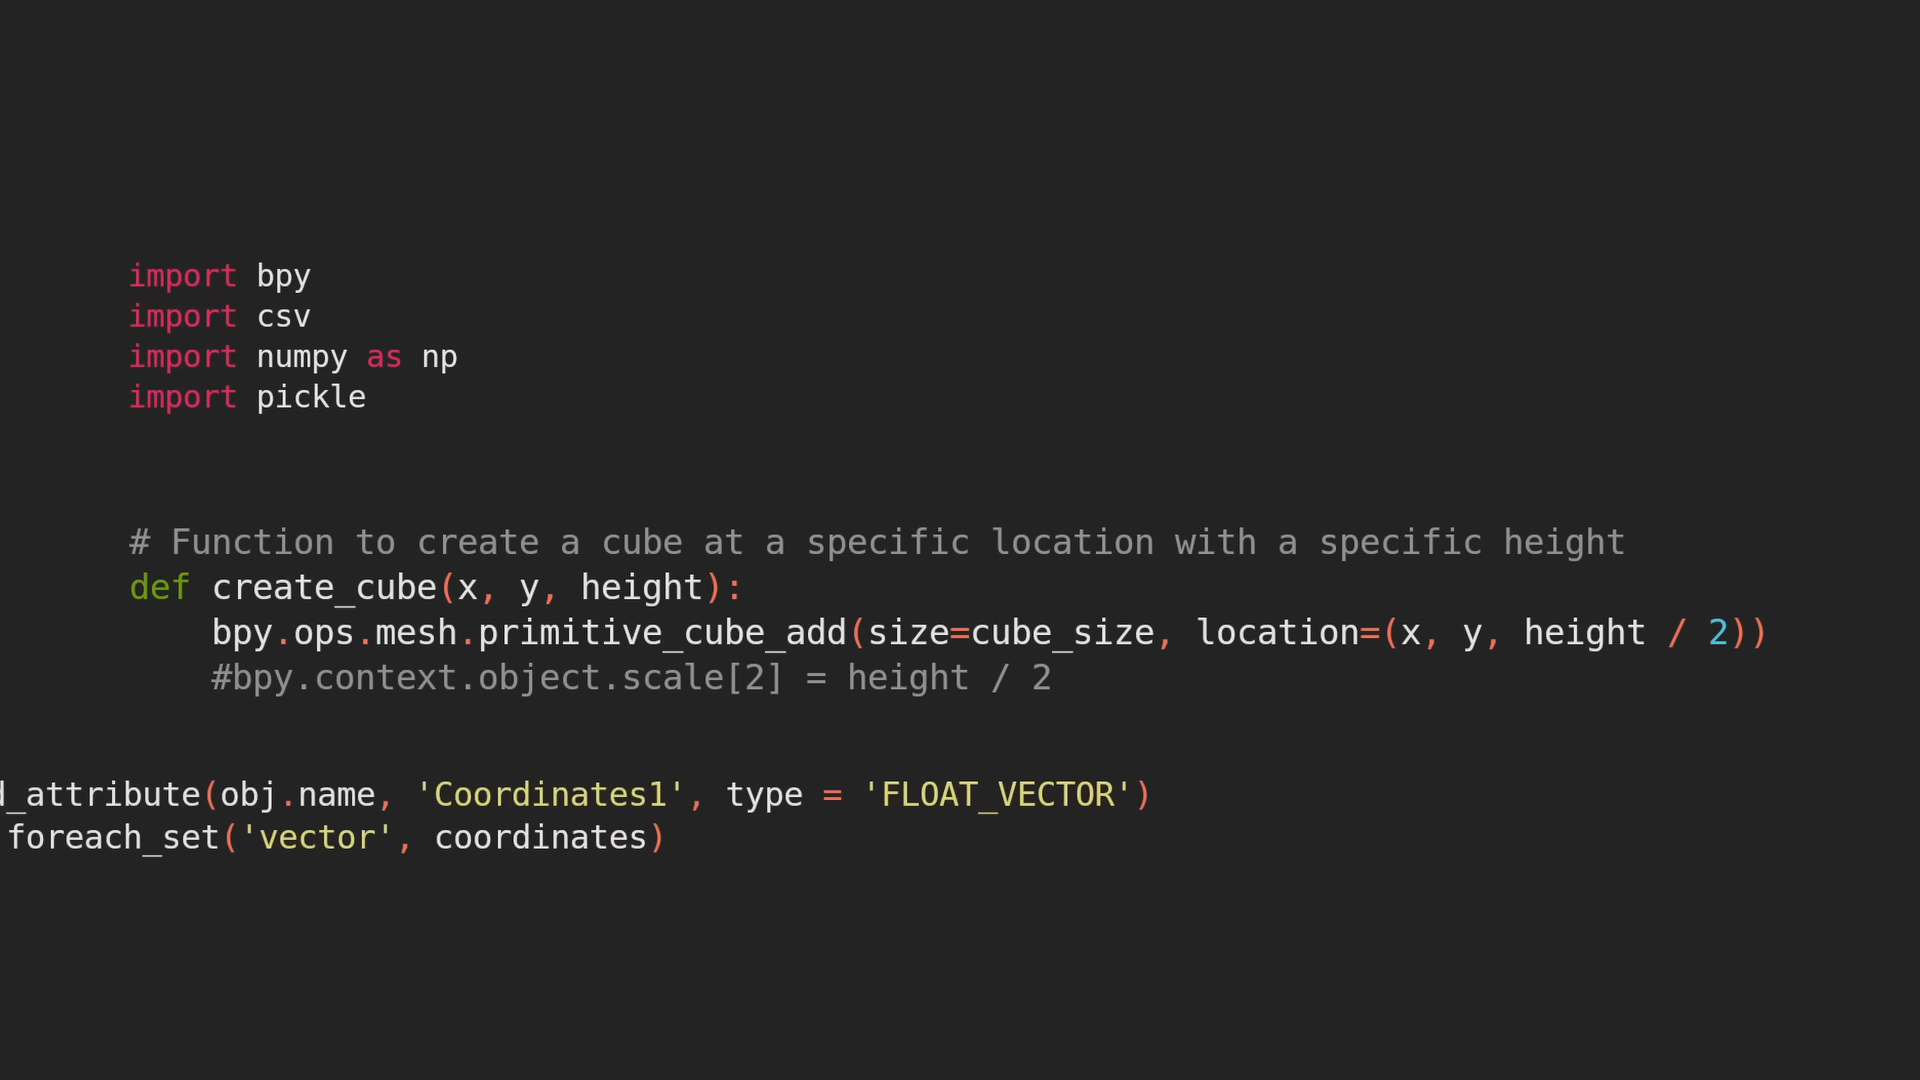 import bpy
import csv
import numpy as np
import pickle
# Function to create a cube at a specific location with a specific height
def create_cube(x, y, height):
    bpy.ops.mesh.primitive_cube_add(size=cube_size, location=(x, y, height / 2))
    #bpy.context.object.scale[2] = height / 2
d_attribute(obj.name, 'Coordinates1', type = 'FLOAT_VECTOR')
foreach_set('vector', coordinates)